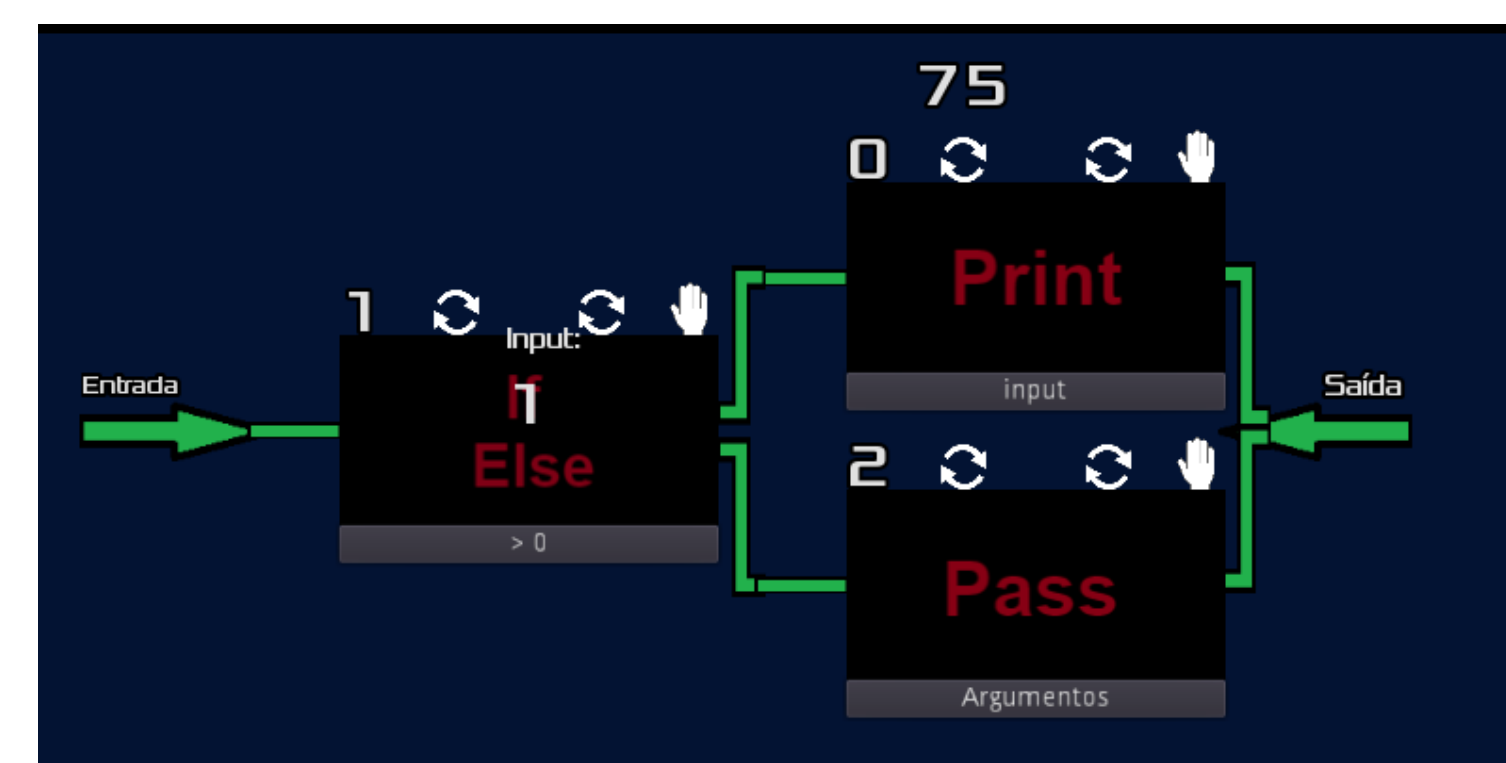 75
0
Print
input
1
Input:
If
1
Else
> 0
Entrada
Saída
2
Pass
Argumentos